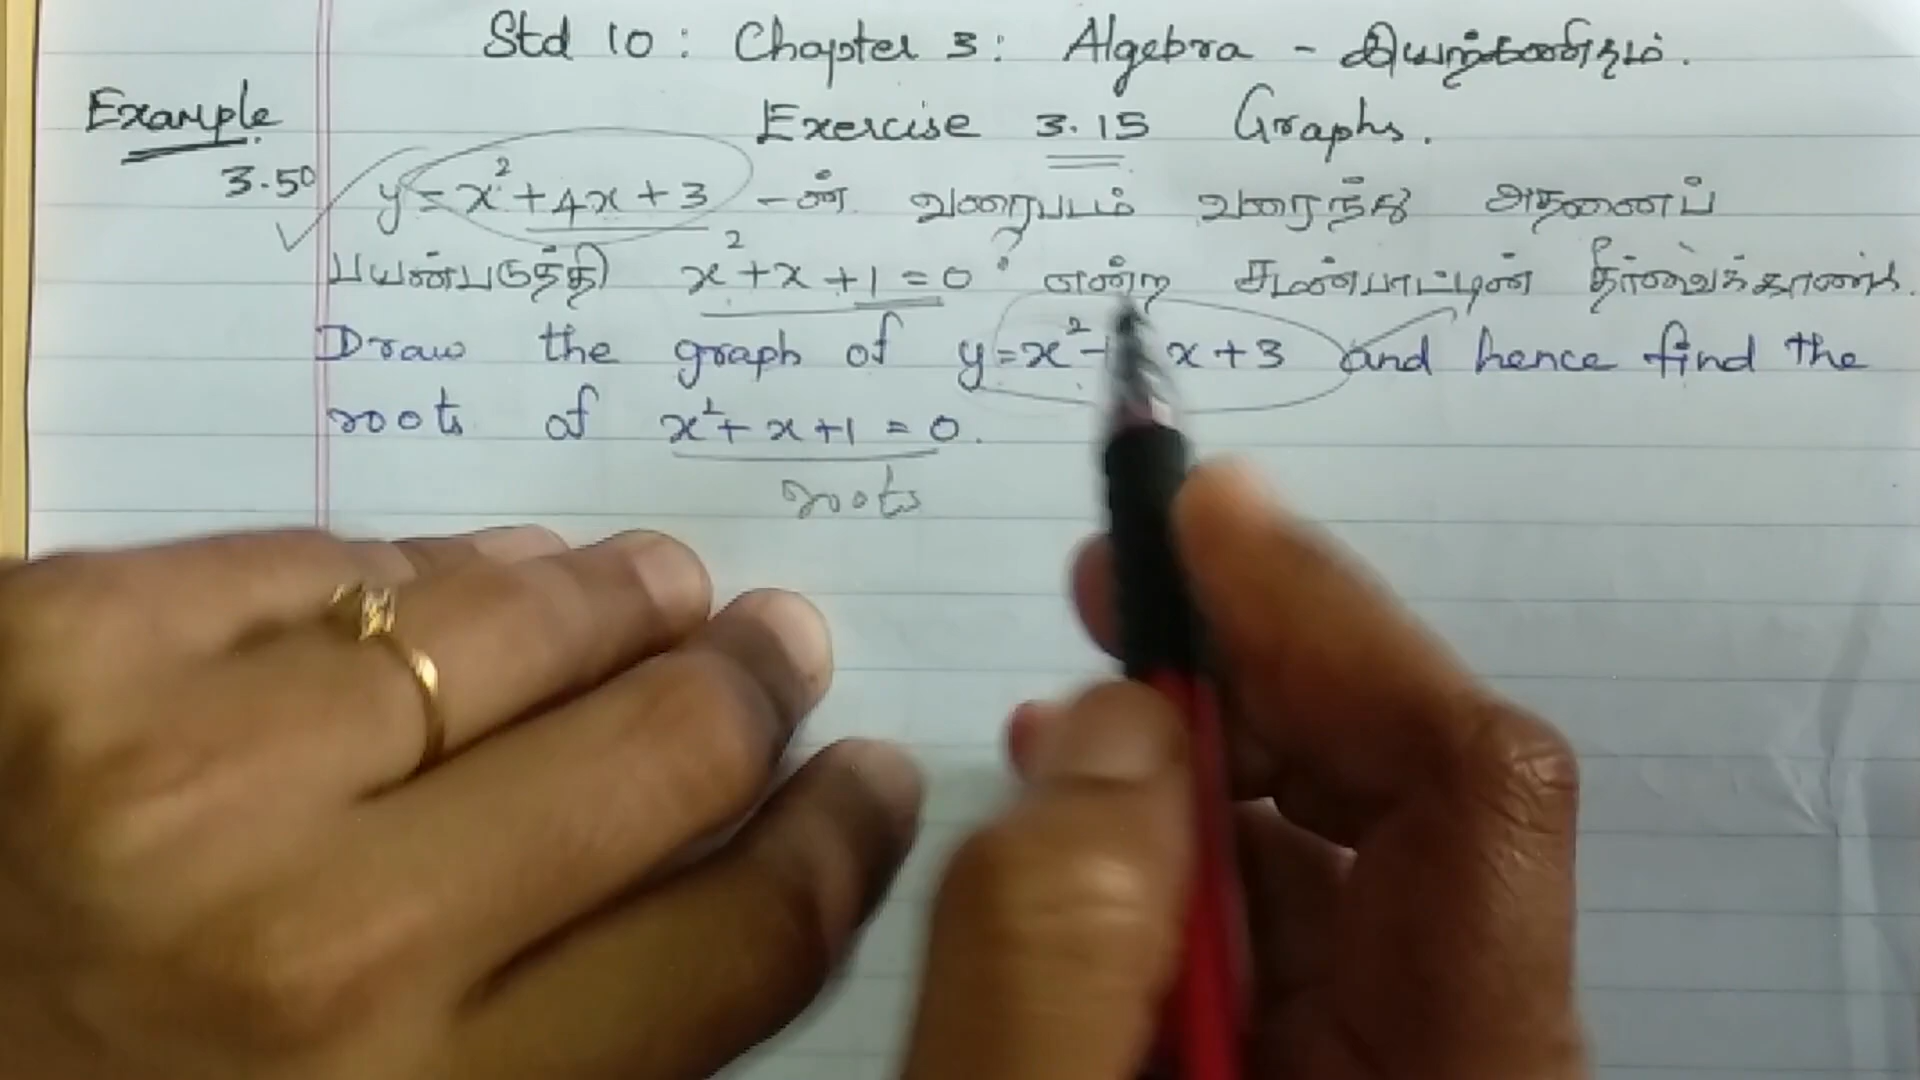 Std 10 : Chapter 3 : Algebra - இயற்கணிதம்.
Example Exercise 3.15 Graphs.
3.50 y = x² + 4x + 3 - ன் வரைபடம் வரைந்து அதனைப்
பயன்படுத்தி x² + x + 1 = 0 என்ற சமன்பாட்டின் தீர்வைக்காண்க.
Draw the graph of y = x² + x + 3 and hence find the
roots of x² + x + 1 = 0.
roots